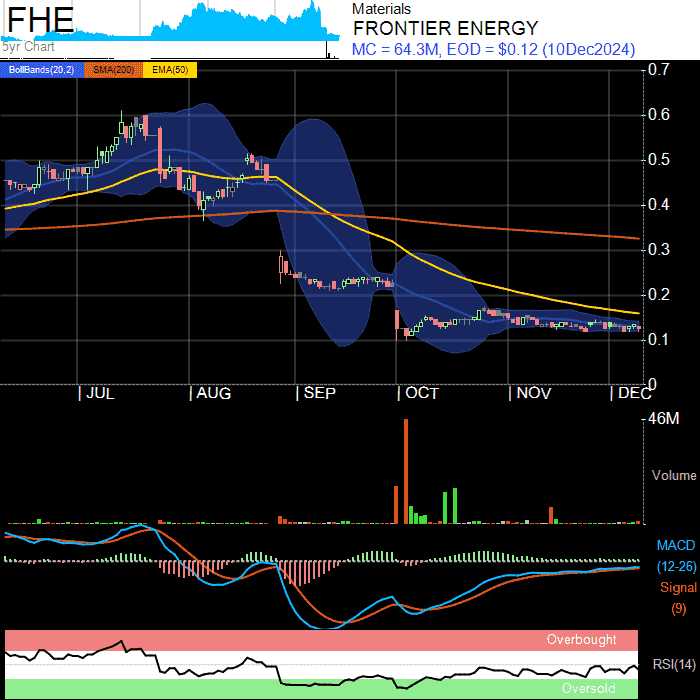 FHE
5yr Chart
Materials
FRONTIER ENERGY
MC = 64.3M, EOD = $0.12 (10Dec2024)
BollBands(20,2) SMA(200) EMA(50)
0.7
0.6
0.5
0.4
0.3
0.2
0.1
0
JUL AUG SEP OCT NOV DEC
46M
Volume
MACD
(12-26)
Signal
(9)
Overbought
RSI(14)
Oversold